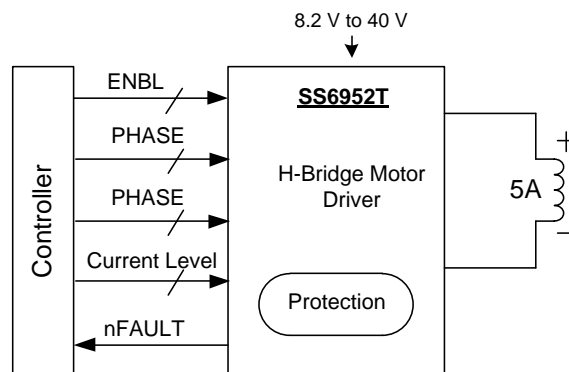 8.2 V to 40 V
ENBL
SS6952T
PHASE
H-Bridge Motor
Driver
PHASE
Controller
Current Level
Protection
nFAULT
+
5A
−